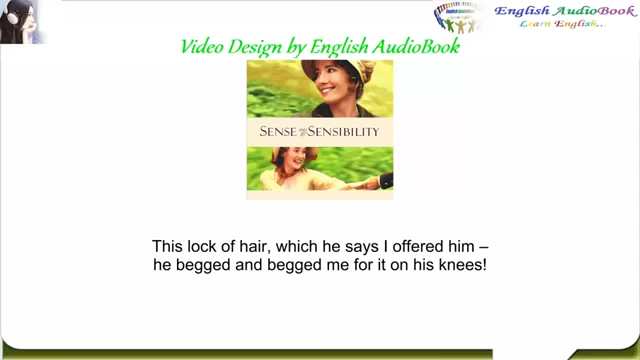 English AudioBook
Learn English...
Video Design by English AudioBook
SENSE AND SENSIBILITY
This lock of hair, which he says I offered him –
he begged and begged me for it on his knees!